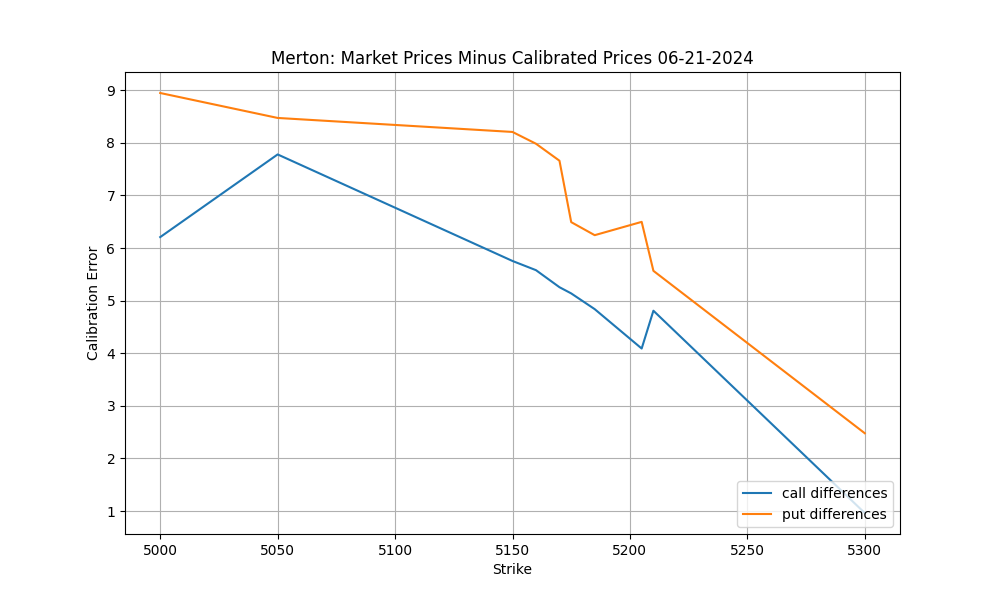 Merton: Market Prices Minus Calibrated Prices 06-21-2024
9
8
7
6
5
4
3
2
1
Calibration Error
5000 5050 5100 5150 5200 5250 5300
Strike
call differences
put differences